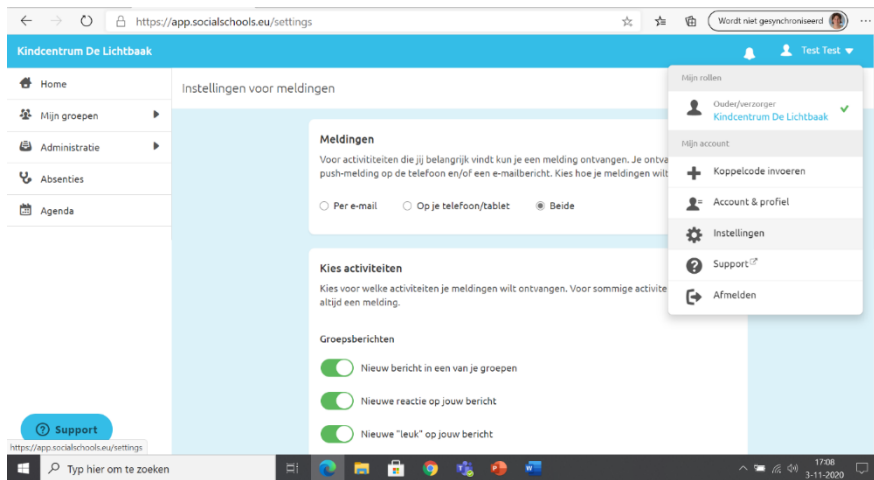 https://app.socialschools.eu/settings
Wordt niet gesynchroniseerd
Kindcentrum De Lichtbaak
Test Test
Home
Mijn groepen
Administratie
Absenties
Agenda
Instellingen voor meldingen
Meldingen
Voor activititeiten die jij belangrijk vindt kun je een melding ontvangen. Je ontva
push-melding op de telefoon en/of een e-mailbericht. Kies hoe je meldingen wilt
Per e-mail
Op je telefoon/tablet
Beide
Kies activiteiten
Kies voor welke activiteiten je meldingen wilt ontvangen. Voor sommige activite
altijd een melding.
Groepsberichten
Nieuw bericht in een van je groepen
Nieuwe reactie op jouw bericht
Nieuwe "leuk" op jouw bericht
Mijn rollen
Ouder/verzorger
Kindcentrum De Lichtbaak
Mijn account
Koppelcode invoeren
Account & profiel
Instellingen
Support
Afmelden
Support
https://app.socialschools.eu/settings
Typ hier om te zoeken
17:08
3-11-2020